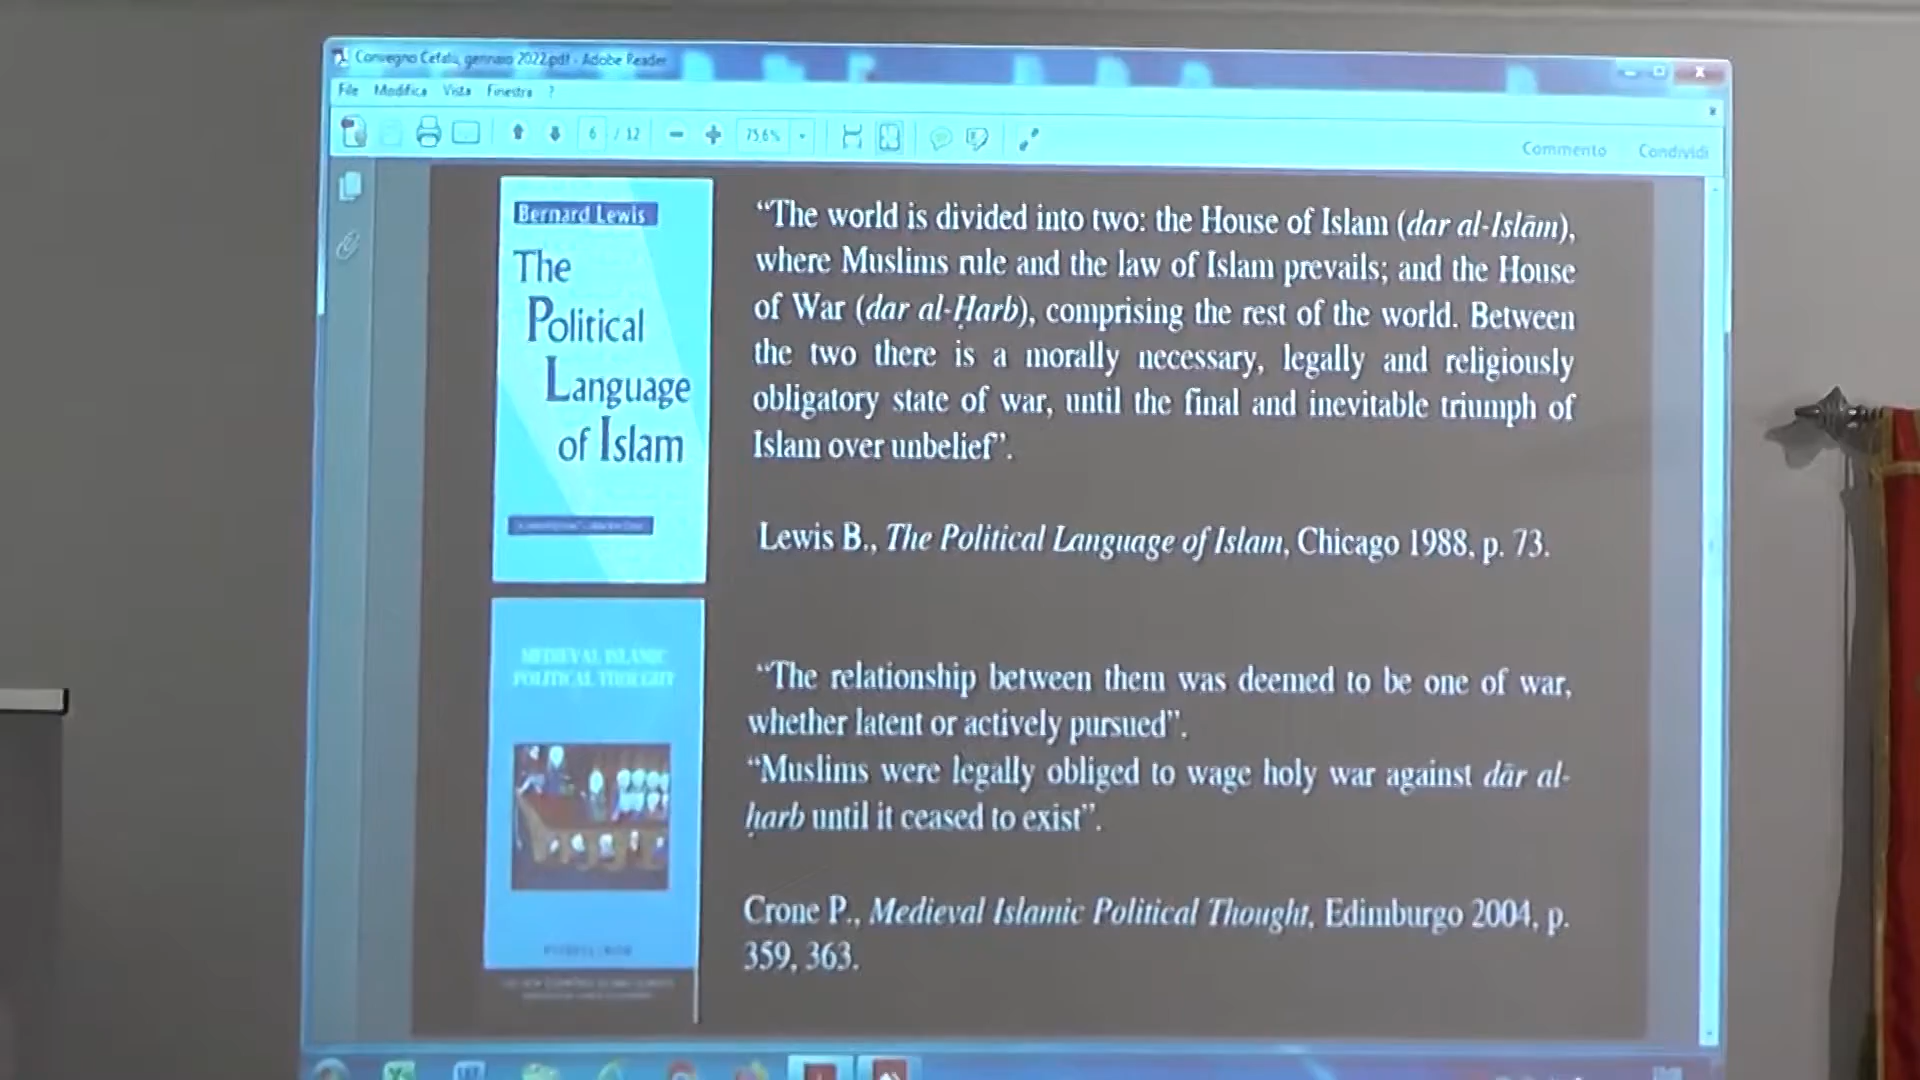 Convegno Cefalù, gennaio 2022.pdf - Adobe Reader
File Modifica Vista Finestra ?
6 / 12
75,6%
Commento Condividi
Bernard Lewis
The
Political
Language
of Islam
“The world is divided into two: the House of Islam (dar al-Islām),
where Muslims rule and the law of Islam prevails; and the House
of War (dar al-Ḥarb), comprising the rest of the world. Between
the two there is a morally necessary, legally and religiously
obligatory state of war, until the final and inevitable triumph of
Islam over unbelief”.
Lewis B., The Political Language of Islam, Chicago 1988, p. 73.
MEDIEVAL ISLAMIC
POLITICAL THOUGHT
“The relationship between them was deemed to be one of war,
whether latent or actively pursued”.
“Muslims were legally obliged to wage holy war against dār al-
ḥarb until it ceased to exist”.
Crone P., Medieval Islamic Political Thought, Edimburgo 2004, p.
359, 363.